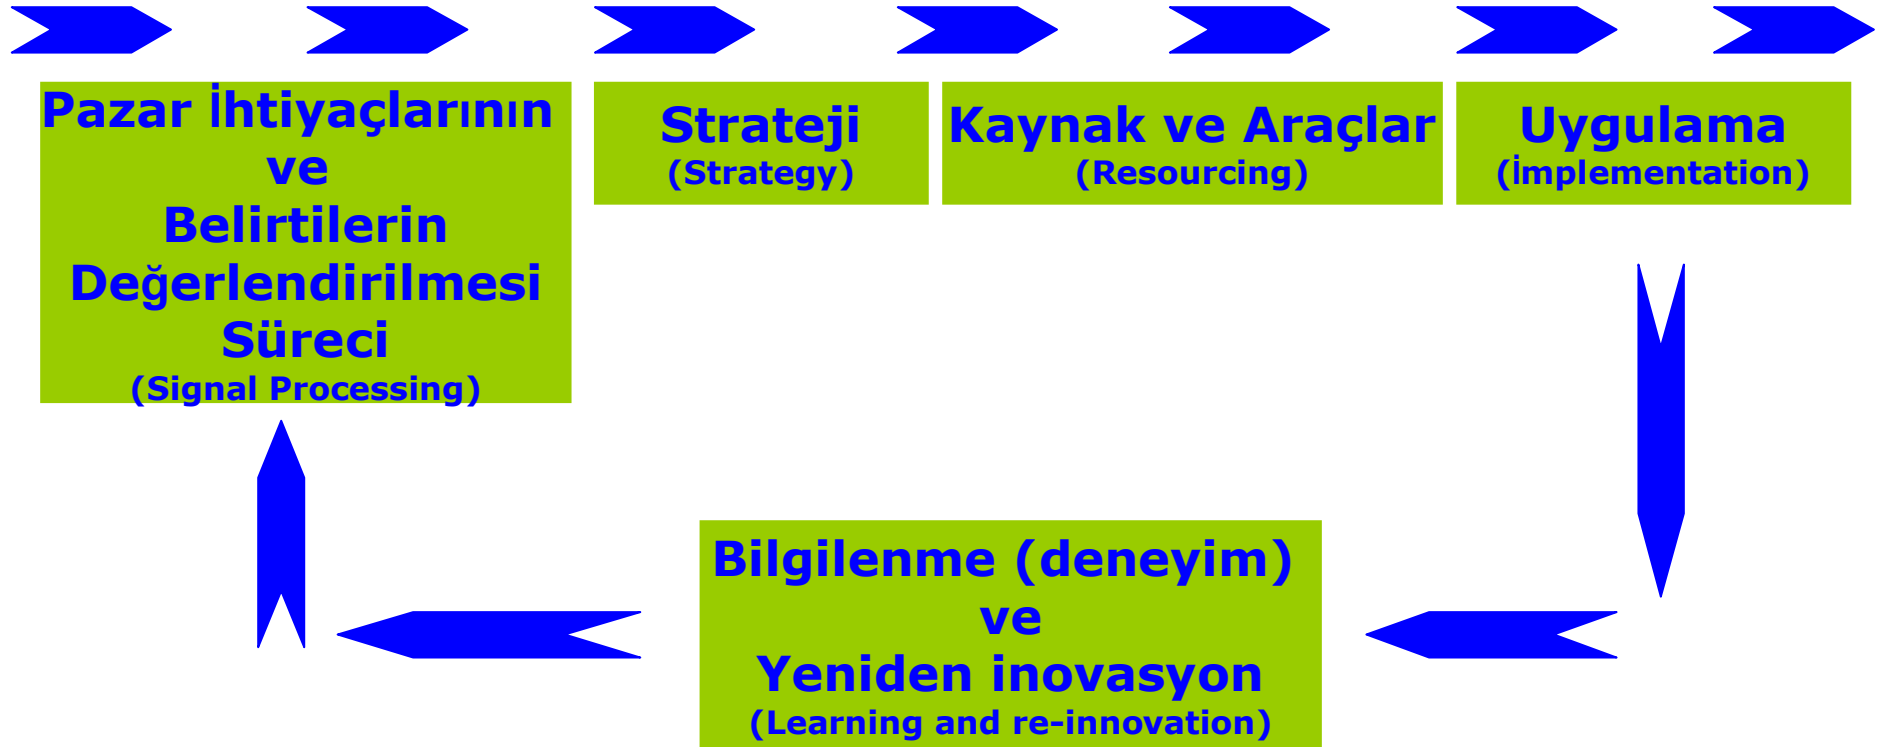 Pazar İhtiyaçlarının
ve
Belirtilerin
Değerlendirilmesi
Süreci
(Signal Processing)
Strateji
(Strategy)
Kaynak ve Araçlar
(Resourcing)
Uygulama
(İmplementation)
Bilgilenme (deneyim)
ve
Yeniden inovasyon
(Learning and re-innovation)